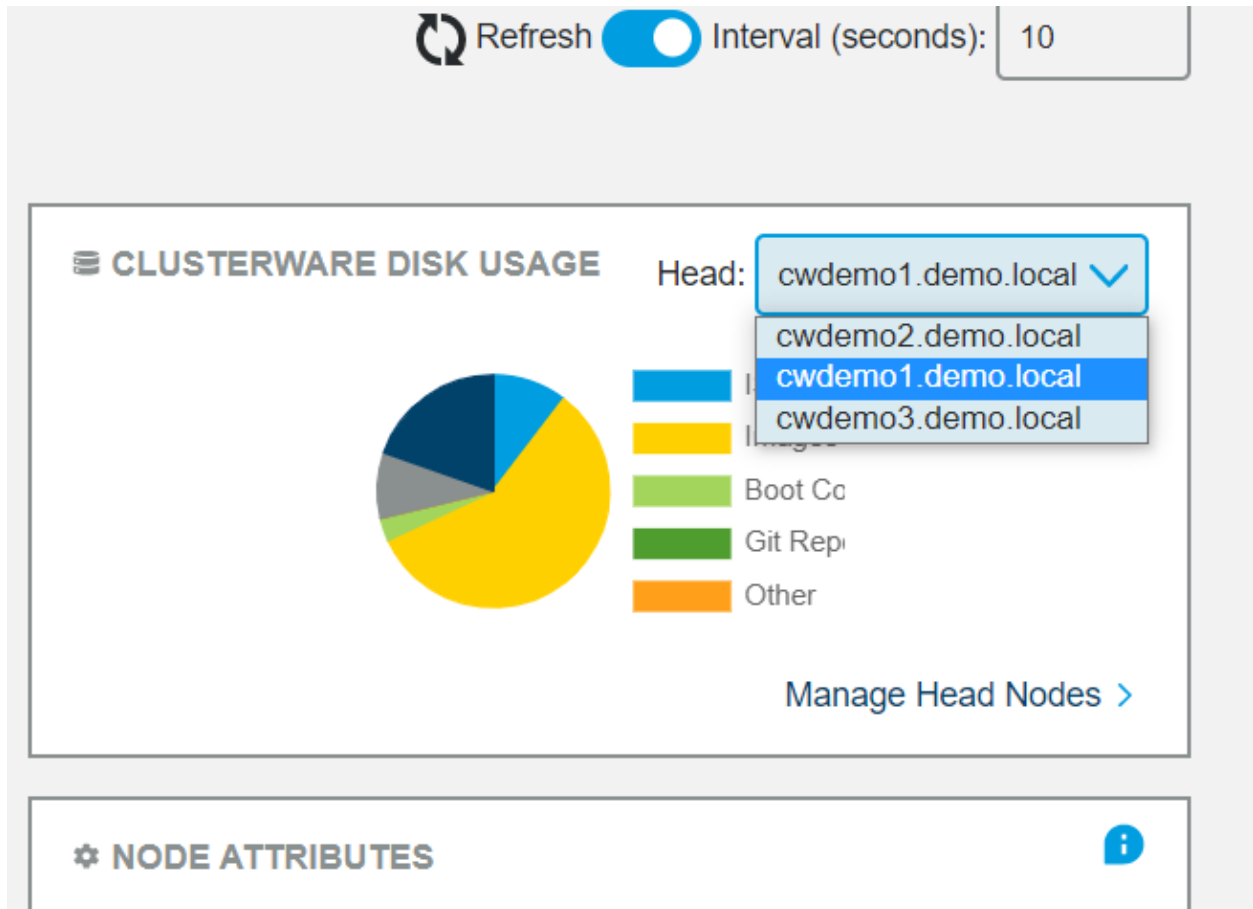 Refresh Interval (seconds): 10
CLUSTERWARE DISK USAGE Head: cwdemo1.demo.local
cwdemo2.demo.local
cwdemo1.demo.local
cwdemo3.demo.local
Boot Co
Git Rep
Other
Manage Head Nodes >
NODE ATTRIBUTES